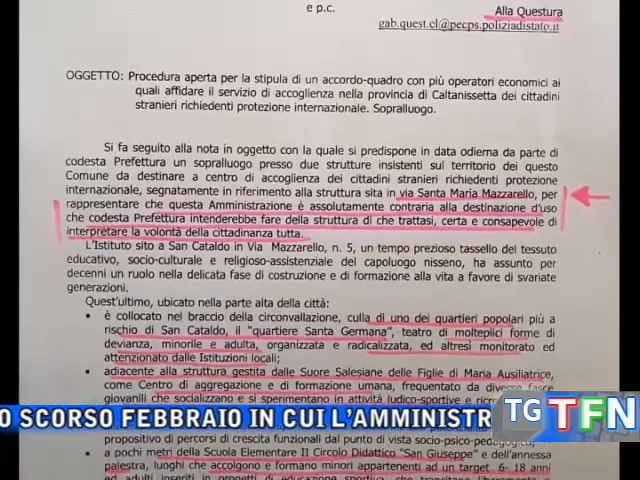 e p.c.
Alla Questura
gab.quest.cl@pecps.poliziadistato.it
OGGETTO: Procedura aperta per la stipula di un accordo-quadro con più operatori economici ai
quali affidare il servizio di accoglienza nella provincia di Caltanissetta dei cittadini
stranieri richiedenti protezione internazionale. Sopralluogo.
Si fa seguito alla nota in oggetto con la quale si predispone in data odierna da parte di
codesta Prefettura un sopralluogo presso due strutture insistenti sul territorio dei questo
Comune da destinare a centro di accoglienza dei cittadini stranieri richiedenti protezione
internazionale, segnatamente in riferimento alla struttura sita in via Santa Maria Mazzarello, per
rappresentare che questa Amministrazione è assolutamente contraria alla destinazione d'uso
che codesta Prefettura intenderebbe fare della struttura di che trattasi, certa e consapevole di
interpretare la volontà della cittadinanza tutta.
L'Istituto sito a San Cataldo in Via Mazzarello, n. 5, un tempo prezioso tassello del tessuto
educativo, socio-culturale e religioso-assistenziale del capoluogo nisseno, ha assunto per
decenni un ruolo nella delicata fase di costruzione e di formazione alla vita a favore di svariate
generazioni.
Quest'ultimo, ubicato nella parte alta della città:
• è collocato nel braccio della circonvallazione, culla di uno dei quartieri popolari più a
rischio di San Cataldo, il "quartiere Santa Germana", teatro di molteplici forme di
devianza, minorile e adulta, organizzata e radicalizzata, ed altresì monitorato ed
attenzionato dalle Istituzioni locali;
• adiacente alla struttura gestita dalle Suore Salesiane delle Figlie di Maria Ausiliatrice,
come Centro di aggregazione e di formazione umana, frequentato da diverse fasce
giovanili che socializzano e si sperimentano in attività ludico-sportive e
O SCORSO FEBBRAIO IN CUI L'AMMINISTR
TG TFN
propositivo di percorsi di crescita funzionali dal punto di vista socio-psico-pedagogico;
• a pochi metri della Scuola Elementare II Circolo Didattico "San Giuseppe" e dell'annessa
palestra, luoghi che accolgono e formano minori appartenenti ad un target 6- 18 anni